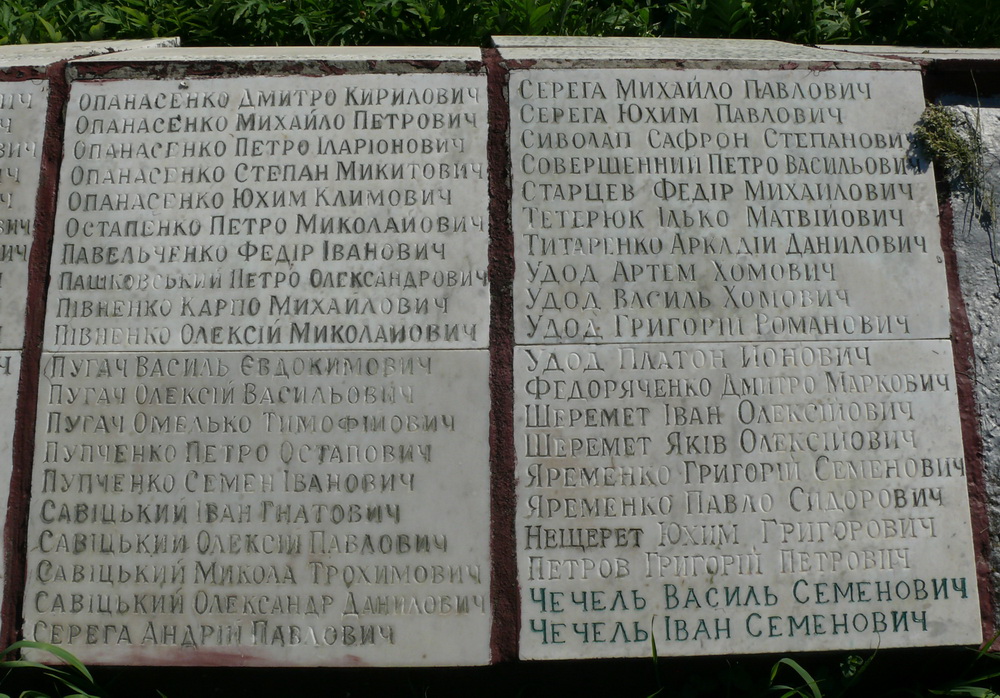 ОПАНАСЕНКО ДМИТРО КИРИЛОВИЧ
ОПАНАСЕНКО МИХАЙЛО ПЕТРОВИЧ
ОПАНАСЕНКО ПЕТРО ІЛАРІОНОВИЧ
ОПАНАСЕНКО СТЕПАН МИКИТОВИЧ
ОПАНАСЕНКО ЮХИМ КЛИМОВИЧ
ОСТАПЕНКО ПЕТРО МИКОЛАЙОВИЧ
ПАВЕЛЬЧЕНКО ФЕДІР ІВАНОВИЧ
ПАШКОВСЬКИЙ ПЕТРО ОЛЕКСАНДРОВИЧ
ПІВНЕНКО КАРПО МИХАЙЛОВИЧ
ПІВНЕНКО ОЛЕКСІЙ МИКОЛАЙОВИЧ
ПУГАЧ ВАСИЛЬ ЄВДОКИМОВИЧ
ПУГАЧ ОЛЕКСІЙ ВАСИЛЬОВИЧ
ПУГАЧ ОМЕЛЬКО ТИМОФІЙОВИЧ
ПУПЧЕНКО ПЕТРО ОСТАПОВИЧ
ПУПЧЕНКО СЕМЕН ІВАНОВИЧ
САВІЦЬКИЙ ІВАН ГНАТОВИЧ
САВІЦЬКИЙ ОЛЕКСІЙ ПАВЛОВИЧ
САВІЦЬКИЙ МИКОЛА ТРОХИМОВИЧ
САВІЦЬКИЙ ОЛЕКСАНДР ДАНИЛОВИЧ
СЕРЕГА АНДРІЙ ПАВЛОВИЧ
СЕРЕГА МИХАЙЛО ПАВЛОВИЧ
СЕРЕГА ЮХИМ ПАВЛОВИЧ
СИВОЛАП САФРОН СТЕПАНОВИЧ
СОВЕРШЕННИЙ ПЕТРО ВАСИЛЬОВИЧ
СТАРЦЕВ ФЕДІР МИХАЙЛОВИЧ
ТЕТЕРЮК ІЛЬКО МАТВІЙОВИЧ
ТИТАРЕНКО АРКАДІЙ ДАНИЛОВИЧ
УДОД АРТЕМ ХОМОВИЧ
УДОД ВАСИЛЬ ХОМОВИЧ
УДОД ГРИГОРІЙ РОМАНОВИЧ
УДОД ПЛАТОН ЙОНОВИЧ
ФЕДОРЯЧЕНКО ДМИТРО МАРКОВИЧ
ШЕРЕМЕТ ІВАН ОЛЕКСІЙОВИЧ
ШЕРЕМЕТ ЯКІВ ОЛЕКСІЙОВИЧ
ЯРЕМЕНКО ГРИГОРІЙ СЕМЕНОВИЧ
ЯРЕМЕНКО ПАВЛО СИДОРОВИЧ
НЕЩЕРЕТ ЮХИМ ГРИГОРОВИЧ
ПЕТРОВ ГРИГОРІЙ ПЕТРОВИЧ
ЧЕЧЕЛЬ ВАСИЛЬ СЕМЕНОВИЧ
ЧЕЧЕЛЬ ІВАН СЕМЕНОВИЧ